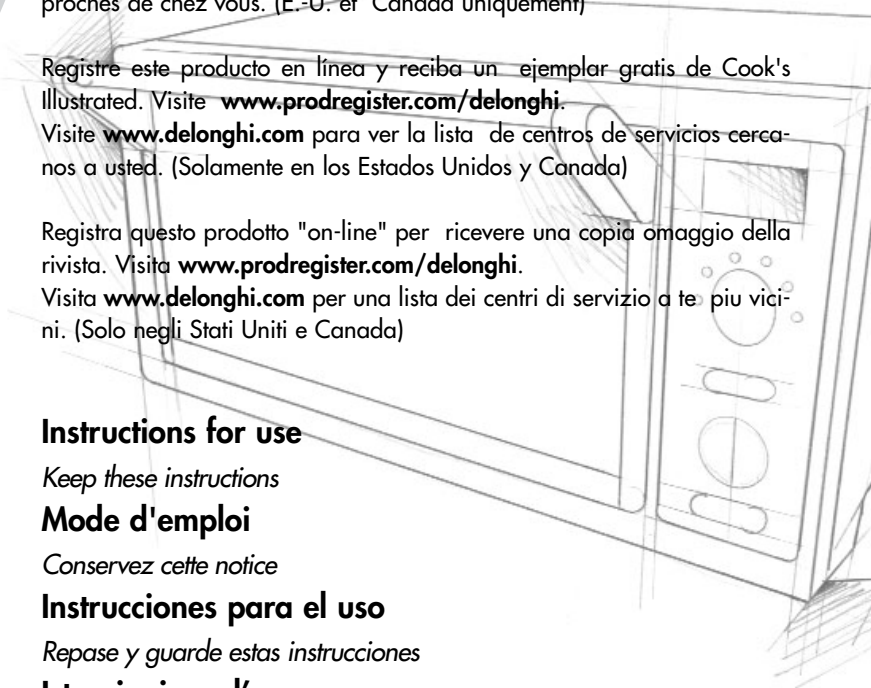 proches de chez vous. (E.-U. et Canada uniquement)
Registre este producto en línea y reciba un ejemplar gratis de Cook's
Illustrated. Visite www.prodregister.com/delonghi.
Visite www.delonghi.com para ver la lista de centros de servicios cerca-
nos a usted. (Solamente en los Estados Unidos y Canada)
Registra questo prodotto "on-line" per ricevere una copia omaggio della
rivista. Visita www.prodregister.com/delonghi.
Visita www.delonghi.com per una lista dei centri di servizio a te piu vici-
ni. (Solo negli Stati Uniti e Canada)
Instructions for use
Keep these instructions
Mode d'emploi
Conservez cette notice
Instrucciones para el uso
Repase y guarde estas instrucciones